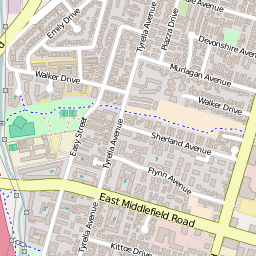 Emily Drive
Tyrella Avenue
Piazza Drive
Devonshire Avenue
Murlagan Avenue
Walker Drive
Walker Drive
Easy Street
Tyrella Avenue
Sherland Avenue
Flynn Avenue
East Middlefield Road
Tyrella Avenue
Kittoe Drive